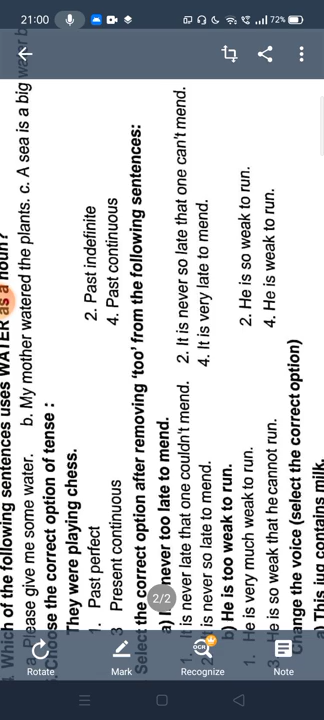 21:00
72%
Which of the following sentences uses WATER as a noun?
a. Please give me some water. b. My mother watered the plants. c. A sea is a big water b
Choose the correct option of tense :
They were playing chess.
1. Past perfect 2. Past indefinite
3 Present continuous 4. Past continuous
Select the correct option after removing 'too' from the following sentences:
a) never too late to mend.
1. It is never late that one couldn't mend. 2. It is never so late that one can't mend.
is never so late to mend. 4. It is very late to mend.
b) He is too weak to run.
1. He is very much weak to run. 2. He is so weak to run.
3. He is so weak that he cannot run. 4. He is weak to run.
Change the voice (select the correct option)
a) This jug contains milk.
2/2
Rotate
Mark
OCR
Recognize
Note